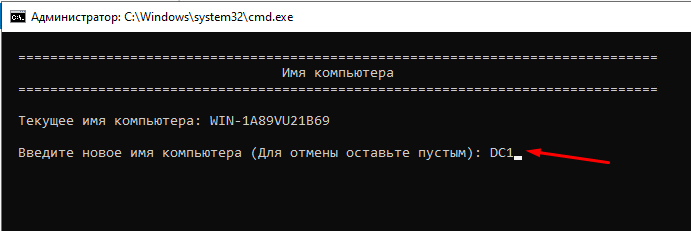 Администратор: C:\Windows\system32\cmd.exe
================================================================================
Имя компьютера
================================================================================
Текущее имя компьютера: WIN-1A89VU21B69
Введите новое имя компьютера (Для отмены оставьте пустым): DC1